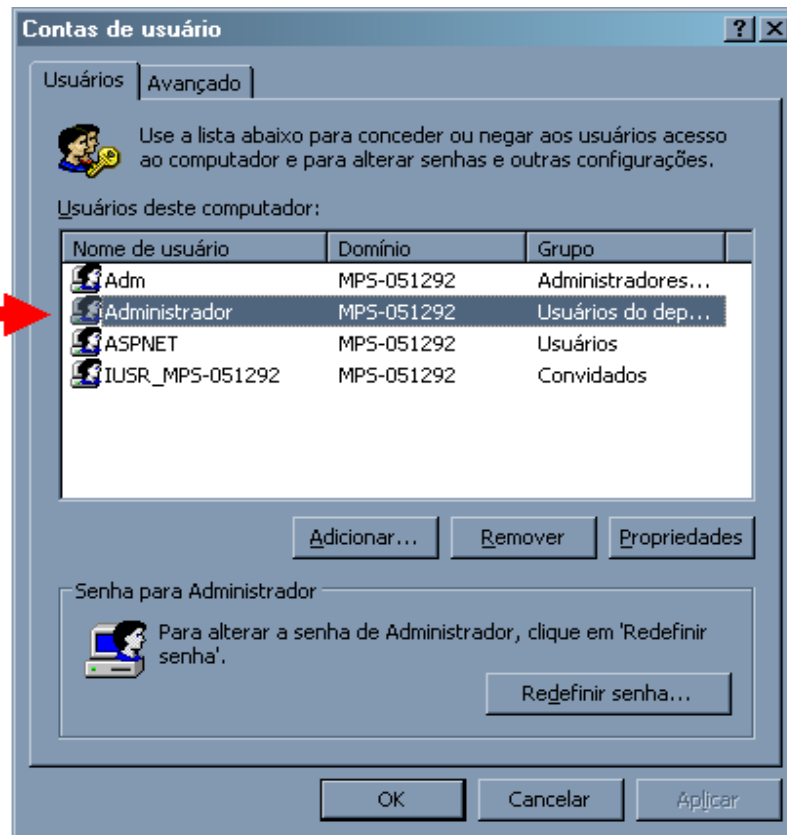 Contas de usuário
Usuários Avançado
Use a lista abaixo para conceder ou negar aos usuários acesso
ao computador e para alterar senhas e outras configurações.
Usuários deste computador:
Nome de usuário Domínio Grupo
Adm MPS-051292 Administradores...
Administrador MPS-051292 Usuários do dep...
ASPNET MPS-051292 Usuários
IUSR_MPS-051292 MPS-051292 Convidados
Adicionar... Remover Propriedades
Senha para Administrador
Para alterar a senha de Administrador, clique em 'Redefinir
senha'.
Redefinir senha...
OK Cancelar Aplicar